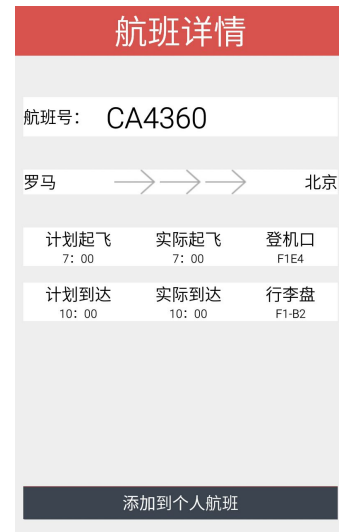 航班详情
航班号： CA4360
罗马 北京
计划起飞 实际起飞 登机口
7：00 7：00 F1E4
计划到达 实际到达 行李盘
10：00 10：00 F1-B2
添加到个人航班